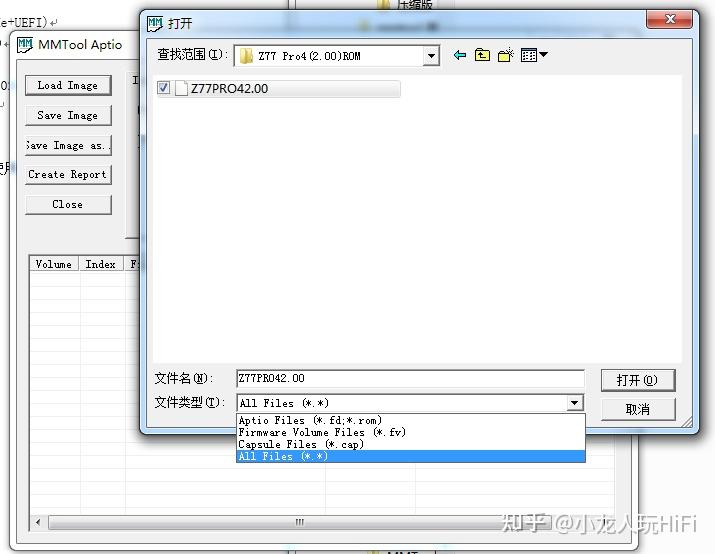 压缩版
e+UEFI)
MMTool Aptio
打开
查找范围(I):
Z77 Pro4(2.00)ROM
Load Image
Save Image
Save Image as..
Create Report
Close
Z77PRO42.00
Volume
Index
文件名(N):
Z77PRO42.00
打开(O)
文件类型(T):
All Files (*.*)
取消
Aptio Files (*.fd;*.rom)
Firmware Volume Files (*.fv)
Capsule Files (*.cap)
All Files (*.*)
知乎 @小龙人玩HiFi